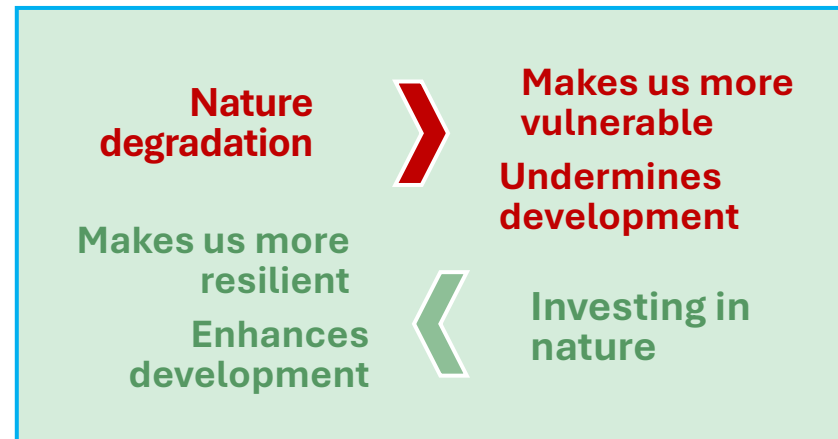 Nature
degradation
Makes us more
vulnerable
Undermines
development
Makes us more
resilient
Enhances
development
Investing in
nature